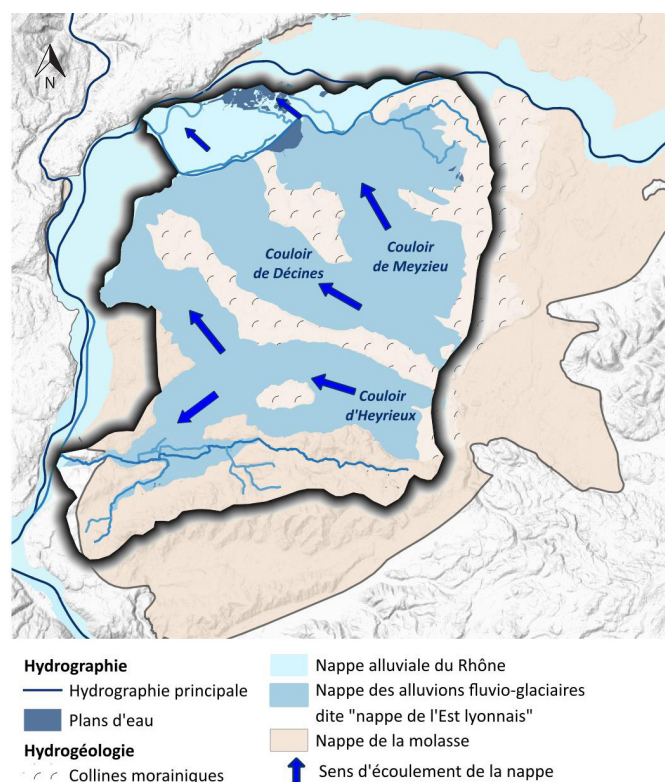 N
Couloir
de Décines
Couloir
de Meyzieu
Couloir
d'Heyrieux
Hydrographie
Hydrographie principale
Plans d'eau
Hydrogéologie
Collines morainiques
Nappe alluviale du Rhône
Nappe des alluvions fluvio-glaciaires
dite "nappe de l'Est lyonnais"
Nappe de la molasse
Sens d'écoulement de la nappe